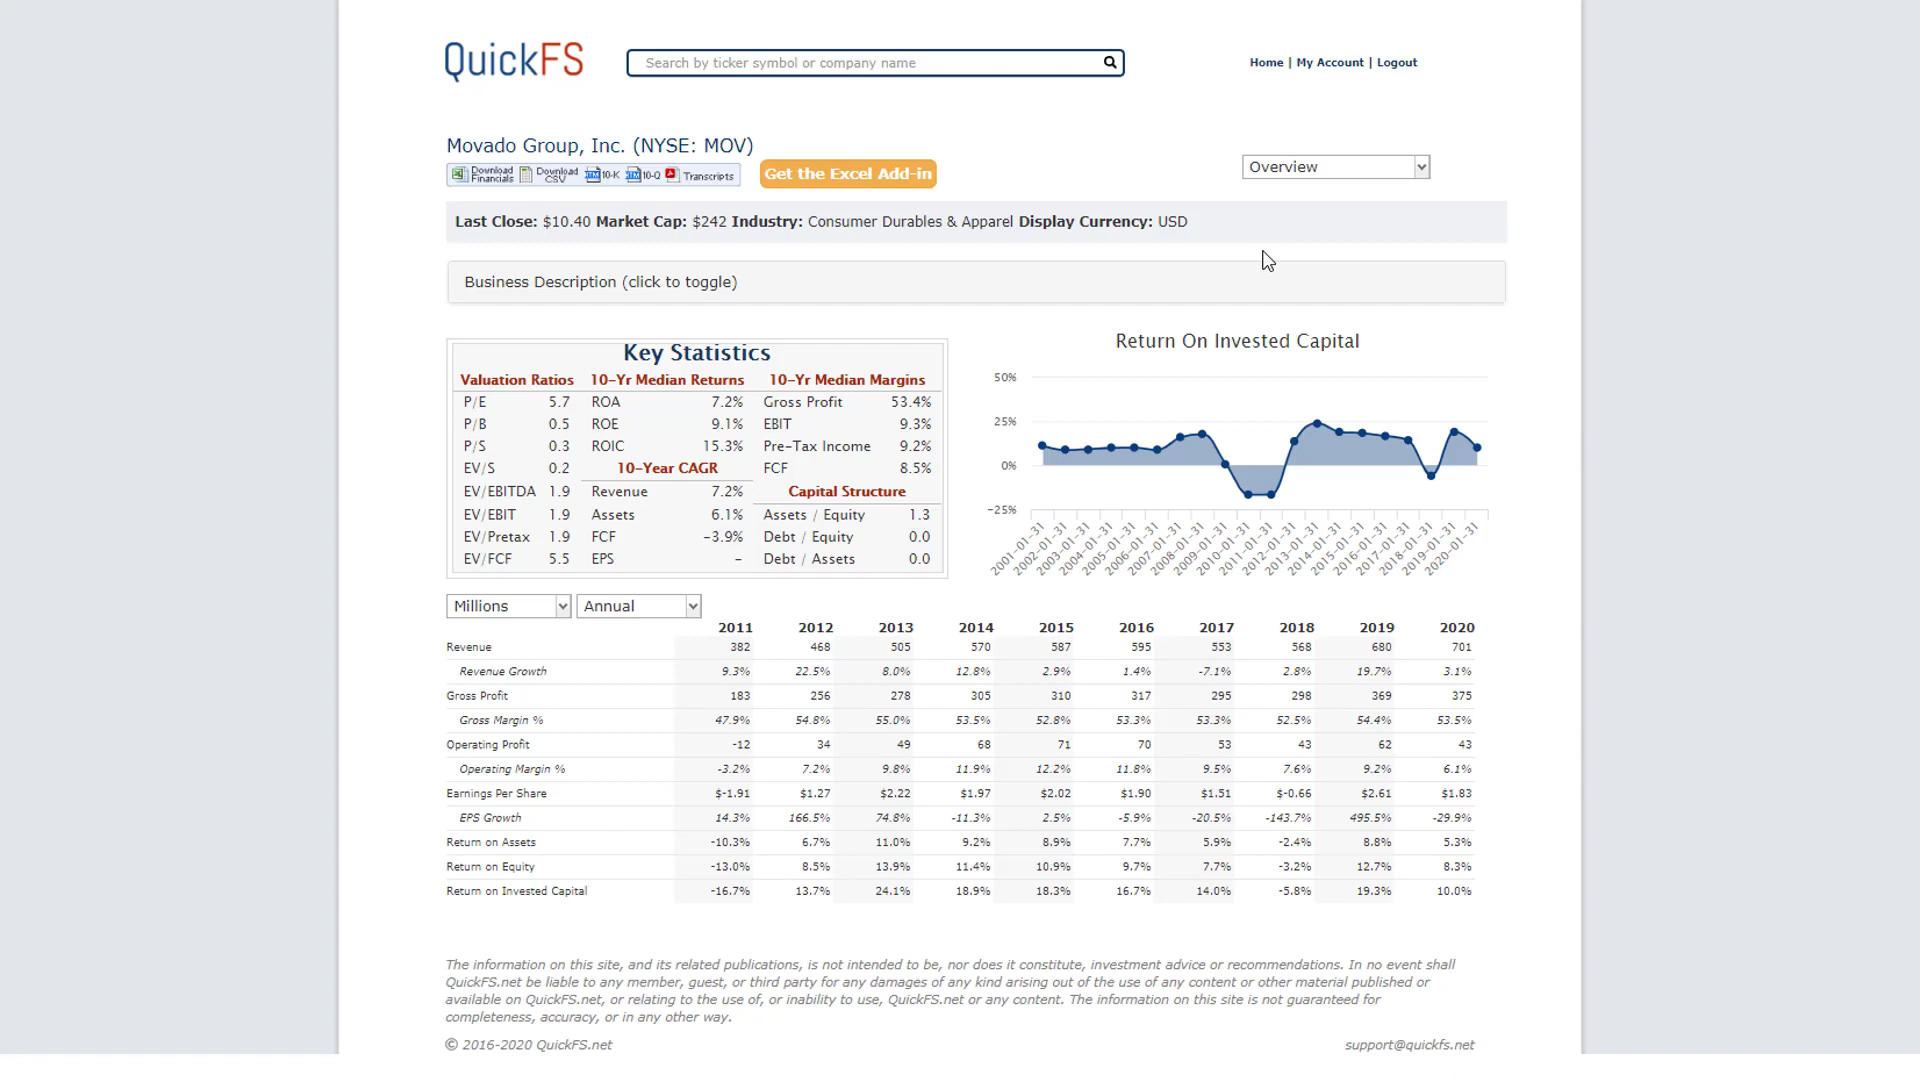 QuickFS
Search by ticker symbol or company name
Home | My Account | Logout
Movado Group, Inc. (NYSE: MOV)
Download Financials Download CSV 10-K 10-Q Transcripts
Get the Excel Add-in
Overview
Last Close: $10.40 Market Cap: $242 Industry: Consumer Durables & Apparel Display Currency: USD
Business Description (click to toggle)
Key Statistics
Valuation Ratios 10-Yr Median Returns 10-Yr Median Margins
P/E 5.7 ROA 7.2% Gross Profit 53.4%
P/B 0.5 ROE 9.1% EBIT 9.3%
P/S 0.3 ROIC 15.3% Pre-Tax Income 9.2%
EV/S 0.2 10-Year CAGR FCF 8.5%
EV/EBITDA 1.9 Revenue 7.2% Capital Structure
EV/EBIT 1.9 Assets 6.1% Assets / Equity 1.3
EV/Pretax 1.9 FCF -3.9% Debt / Equity 0.0
EV/FCF 5.5 EPS - Debt / Assets 0.0
Return On Invested Capital
50%
25%
0%
-25%
2001-01-31 2002-01-31 2003-01-31 2004-01-31 2005-01-31 2006-01-31 2007-01-31 2008-01-31 2009-01-31 2010-01-31 2011-01-31 2012-01-31 2013-01-31 2014-01-31 2015-01-31 2016-01-31 2017-01-31 2018-01-31 2019-01-31 2020-01-31
Millions Annual
2011 2012 2013 2014 2015 2016 2017 2018 2019 2020
Revenue 382 468 505 570 587 595 553 568 680 701
Revenue Growth 9.3% 22.5% 8.0% 12.8% 2.9% 1.4% -7.1% 2.8% 19.7% 3.1%
Gross Profit 183 256 278 305 310 317 295 298 369 375
Gross Margin % 47.9% 54.8% 55.0% 53.5% 52.8% 53.3% 53.3% 52.5% 54.4% 53.5%
Operating Profit -12 34 49 68 71 70 53 43 62 43
Operating Margin % -3.2% 7.2% 9.8% 11.9% 12.2% 11.8% 9.5% 7.6% 9.2% 6.1%
Earnings Per Share $-1.91 $1.27 $2.22 $1.97 $2.02 $1.90 $1.51 $-0.66 $2.61 $1.83
EPS Growth 14.3% 166.5% 74.8% -11.3% 2.5% -5.9% -20.5% -143.7% 495.5% -29.9%
Return on Assets -10.3% 6.7% 11.0% 9.2% 8.9% 7.7% 5.9% -2.4% 8.8% 5.3%
Return on Equity -13.0% 8.5% 13.9% 11.4% 10.9% 9.7% 7.7% -3.2% 12.7% 8.3%
Return on Invested Capital -16.7% 13.7% 24.1% 18.9% 18.3% 16.7% 14.0% -5.8% 19.3% 10.0%
The information on this site, and its related publications, is not intended to be, nor does it constitute, investment advice or recommendations. In no event shall
QuickFS.net be liable to any member, guest, or third party for any damages of any kind arising out of the use of any content or other material published or
available on QuickFS.net, or relating to the use of, or inability to use, QuickFS.net or any content. The information on this site is not guaranteed for
completeness, accuracy, or in any other way.
© 2016-2020 QuickFS.net
support@quickfs.net